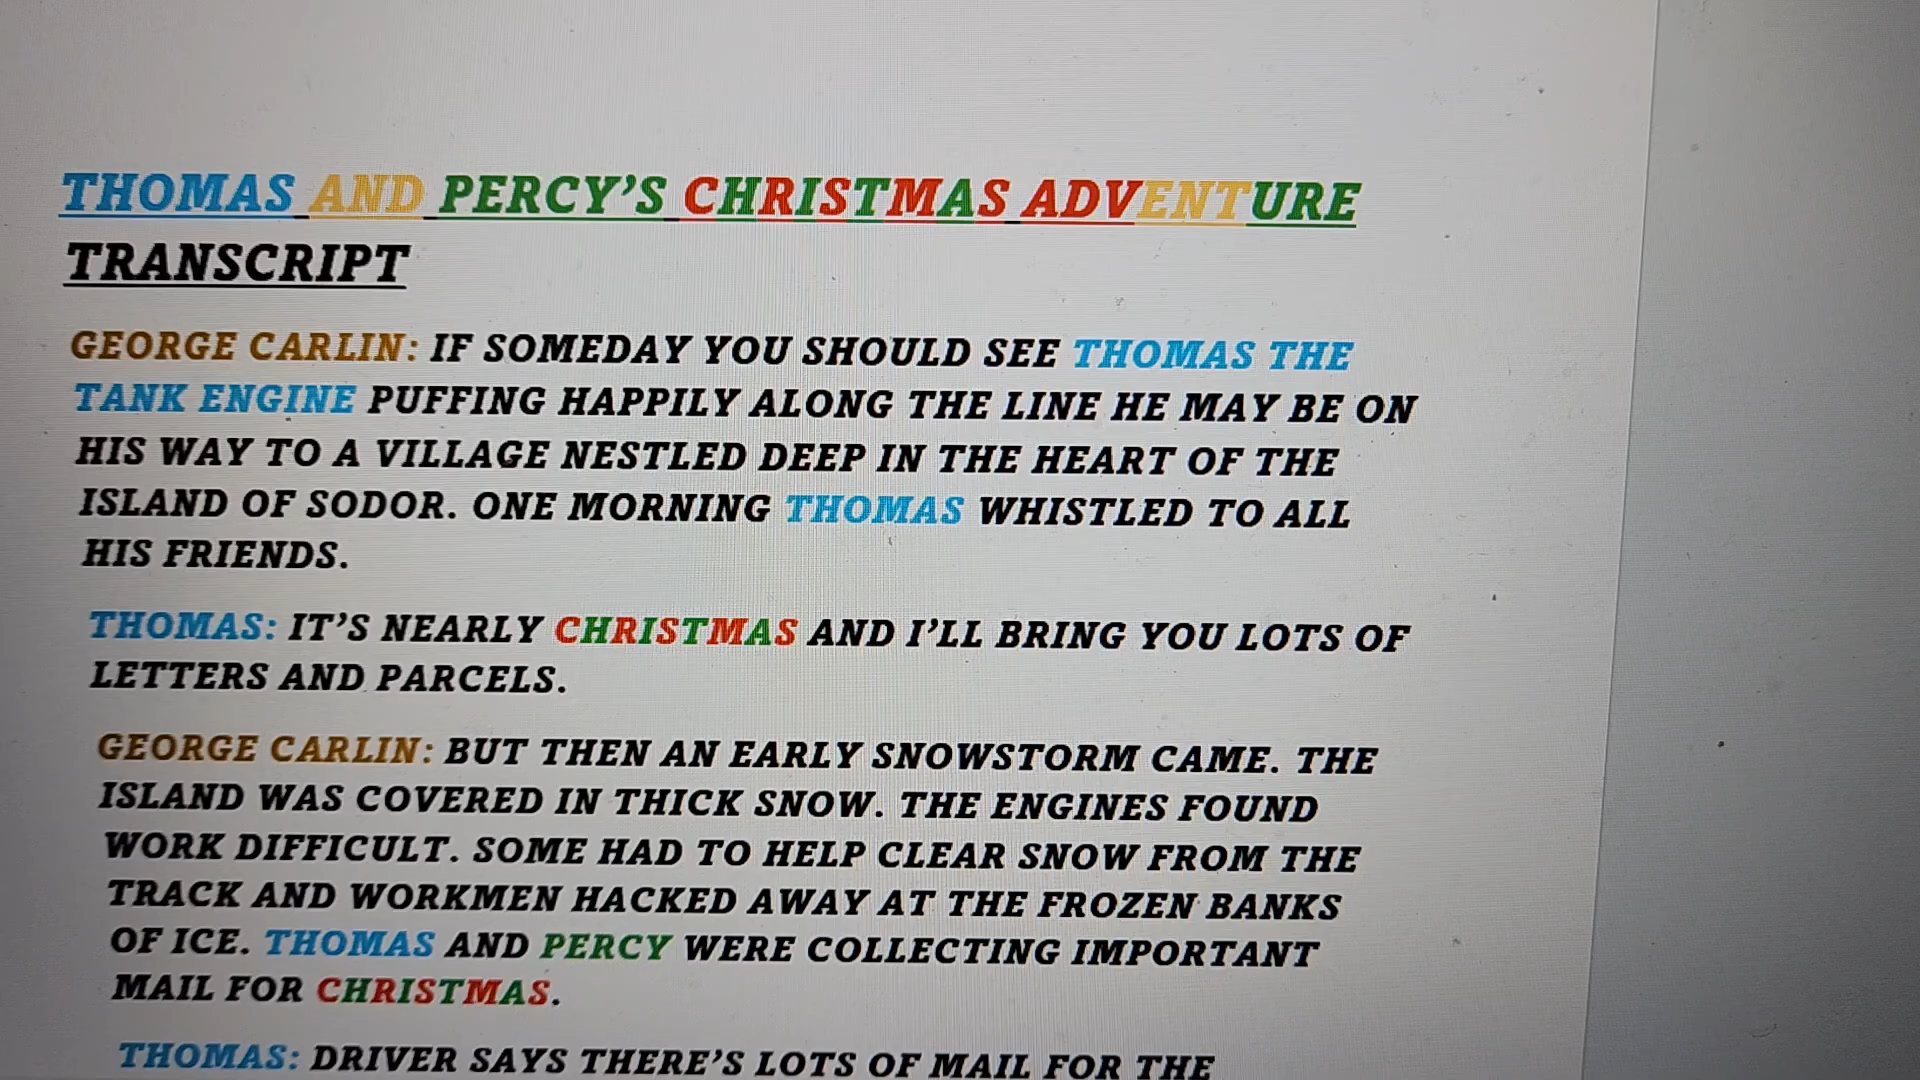 THOMAS AND PERCY'S CHRISTMAS ADVENTURE
TRANSCRIPT
GEORGE CARLIN: IF SOMEDAY YOU SHOULD SEE THOMAS THE
TANK ENGINE PUFFING HAPPILY ALONG THE LINE HE MAY BE ON
HIS WAY TO A VILLAGE NESTLED DEEP IN THE HEART OF THE
ISLAND OF SODOR. ONE MORNING THOMAS WHISTLED TO ALL
HIS FRIENDS.
THOMAS: IT'S NEARLY CHRISTMAS AND I'LL BRING YOU LOTS OF
LETTERS AND PARCELS.
GEORGE CARLIN: BUT THEN AN EARLY SNOWSTORM CAME. THE
ISLAND WAS COVERED IN THICK SNOW. THE ENGINES FOUND
WORK DIFFICULT. SOME HAD TO HELP CLEAR SNOW FROM THE
TRACK AND WORKMEN HACKED AWAY AT THE FROZEN BANKS
OF ICE. THOMAS AND PERCY WERE COLLECTING IMPORTANT
MAIL FOR CHRISTMAS.
THOMAS: DRIVER SAYS THERE'S LOTS OF MAIL FOR THE